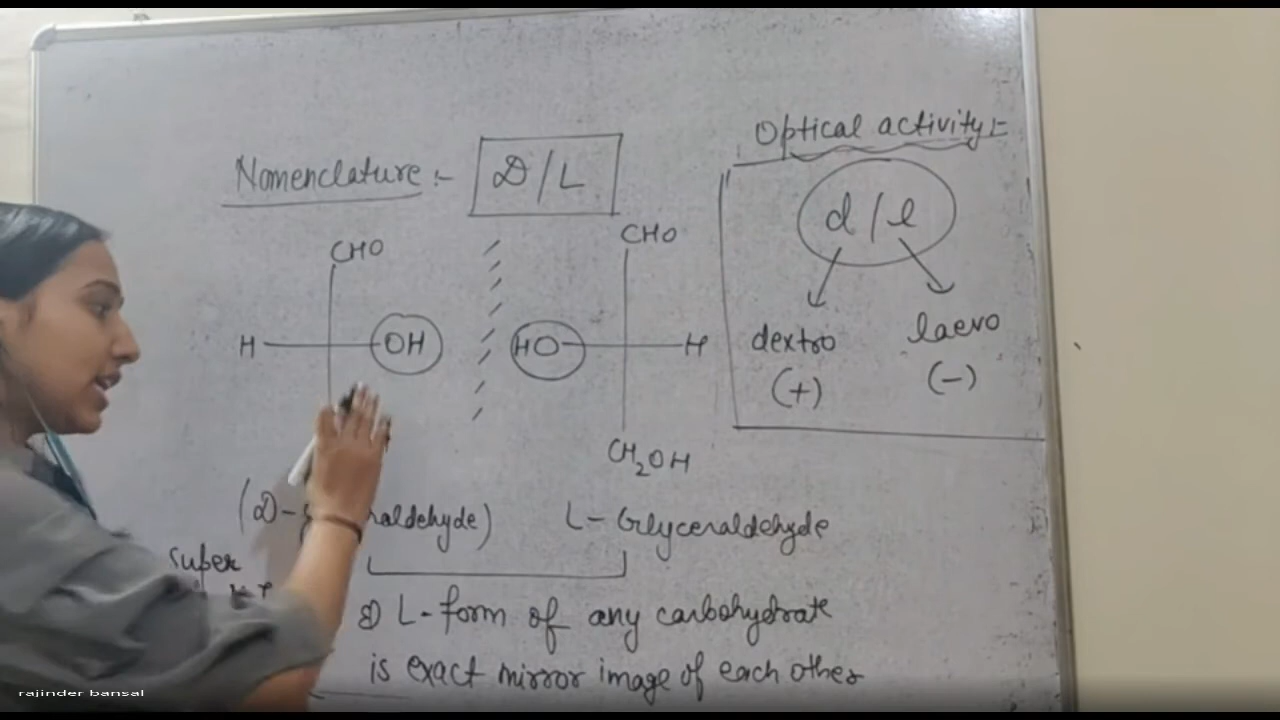 Optical activity:-
Nomenclature :- D/L
d/l
CHO
CHO
H
OH
HO
H
dextro
laevo
(+)
(-)
CH2OH
(D- aldehyde)
L- Glyceraldehyde
Super
L-form of any carbohydrate
is exact mirror image of each other
rajinder bansal